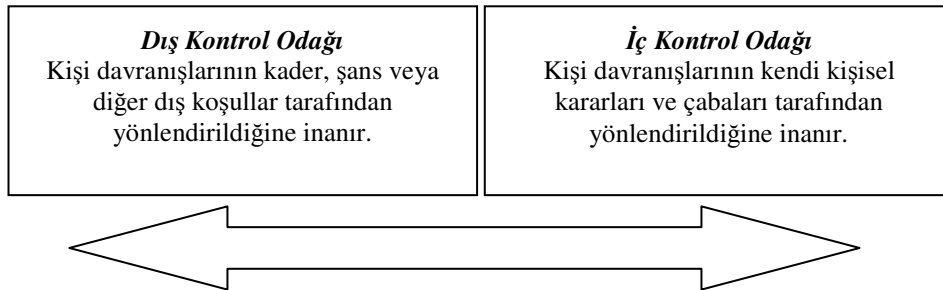 Dış Kontrol Odağı
Kişi davranışlarının kader, şans veya
diğer dış koşullar tarafından
yönlendirildiğine inanır.
İç Kontrol Odağı
Kişi davranışlarının kendi kişisel
kararları ve çabaları tarafından
yönlendirildiğine inanır.